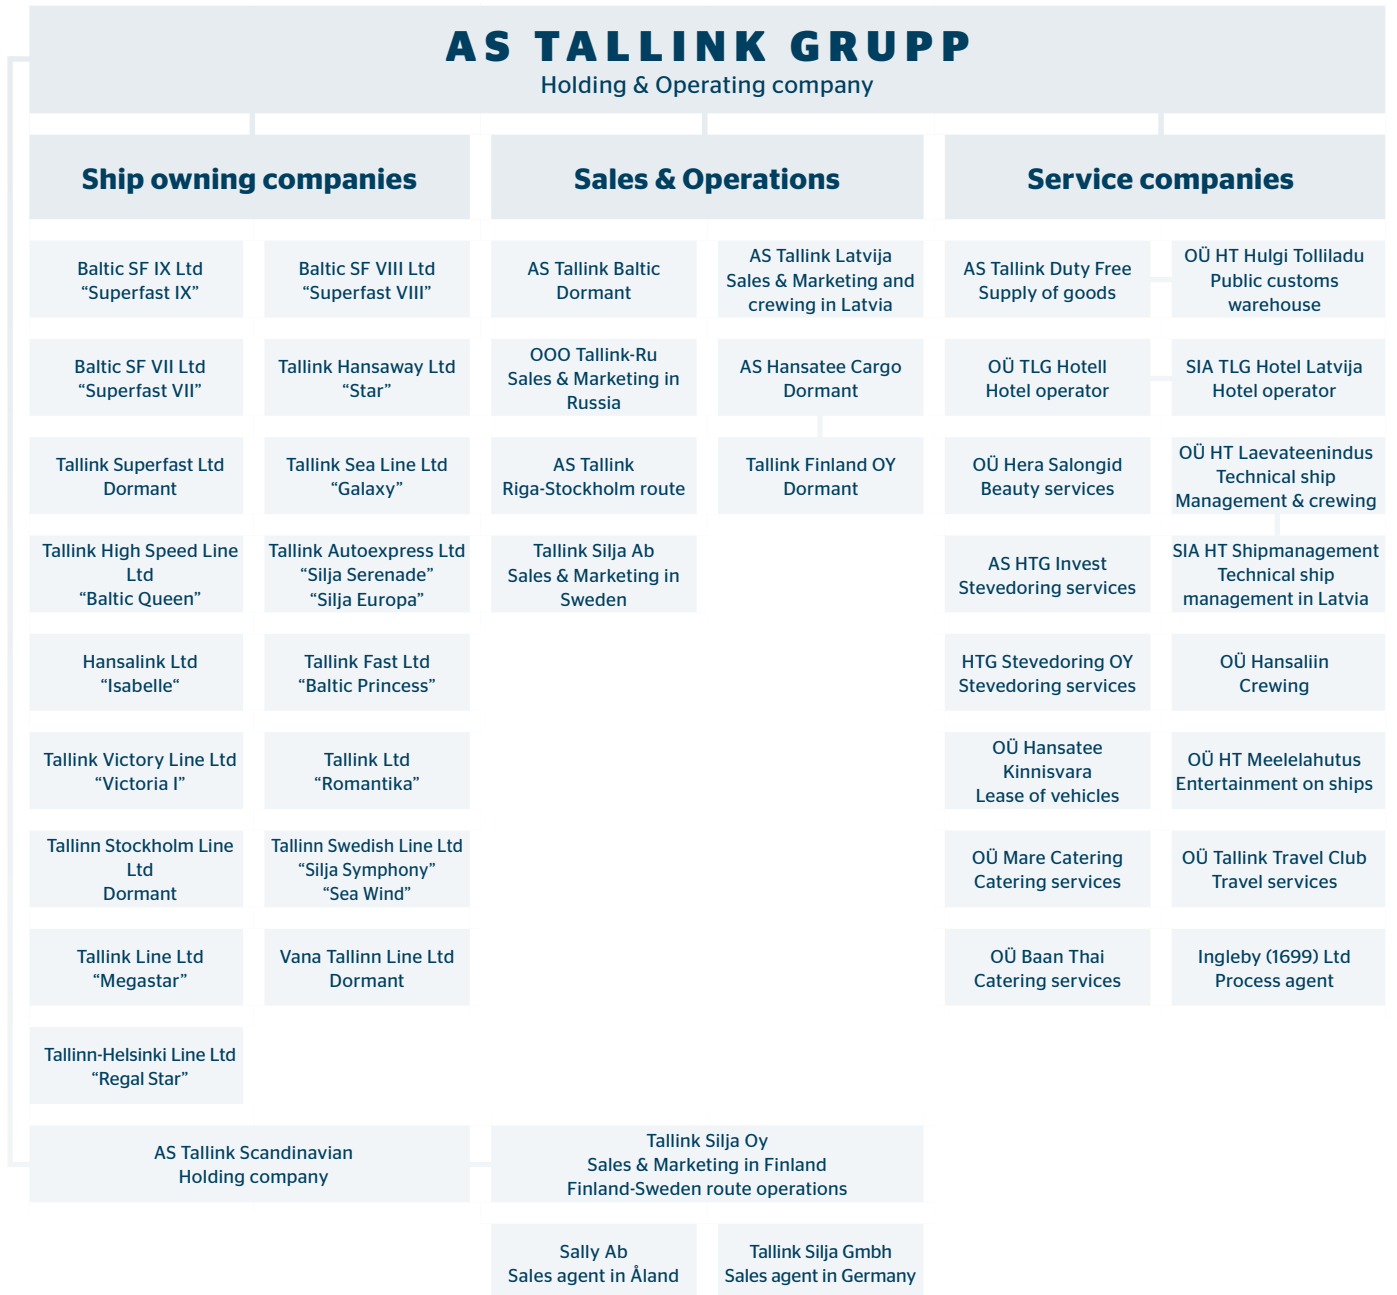 AS TALLINK GRUPP
Holding & Operating company
Ship owning companies
Baltic SF IX Ltd
“Superfast IX”
Baltic SF VIII Ltd
“Superfast VIII”
Baltic SF VII Ltd
“Superfast VII”
Tallink Hansaway Ltd
“Star”
Tallink Superfast Ltd
Dormant
Tallink Sea Line Ltd
“Galaxy”
Tallink High Speed Line
Ltd
“Baltic Queen”
Tallink Autoexpress Ltd
“Silja Serenade”
“Silja Europa”
Hansalink Ltd
“Isabelle“
Tallink Fast Ltd
“Baltic Princess”
Tallink Victory Line Ltd
“Victoria I”
Tallink Ltd
“Romantika”
Tallinn Stockholm Line
Ltd
Dormant
Tallinn Swedish Line Ltd
“Silja Symphony”
“Sea Wind”
Tallink Line Ltd
“Megastar”
Vana Tallinn Line Ltd
Dormant
Tallinn-Helsinki Line Ltd
“Regal Star”
Sales & Operations
AS Tallink Baltic
Dormant
AS Tallink Latvija
Sales & Marketing and
crewing in Latvia
OOO Tallink-Ru
Sales & Marketing in
Russia
AS Hansatee Cargo
Dormant
AS Tallink
Riga-Stockholm route
Tallink Finland OY
Dormant
Tallink Silja Ab
Sales & Marketing in
Sweden
Service companies
AS Tallink Duty Free
Supply of goods
OÜ HT Hulgi Tolliladu
Public customs
warehouse
OÜ TLG Hotell
Hotel operator
SIA TLG Hotel Latvija
Hotel operator
OÜ Hera Salongid
Beauty services
OÜ HT Laevateenindus
Technical ship
Management & crewing
AS HTG Invest
Stevedoring services
SIA HT Shipmanagement
Technical ship
management in Latvia
HTG Stevedoring OY
Stevedoring services
OÜ Hansaliin
Crewing
OÜ Hansatee
Kinnisvara
Lease of vehicles
OÜ HT Meelelahutus
Entertainment on ships
OÜ Mare Catering
Catering services
OÜ Tallink Travel Club
Travel services
OÜ Baan Thai
Catering services
Ingleby (1699) Ltd
Process agent
AS Tallink Scandinavian
Holding company
Tallink Silja Oy
Sales & Marketing in Finland
Finland-Sweden route operations
Sally Ab
Sales agent in Åland
Tallink Silja Gmbh
Sales agent in Germany